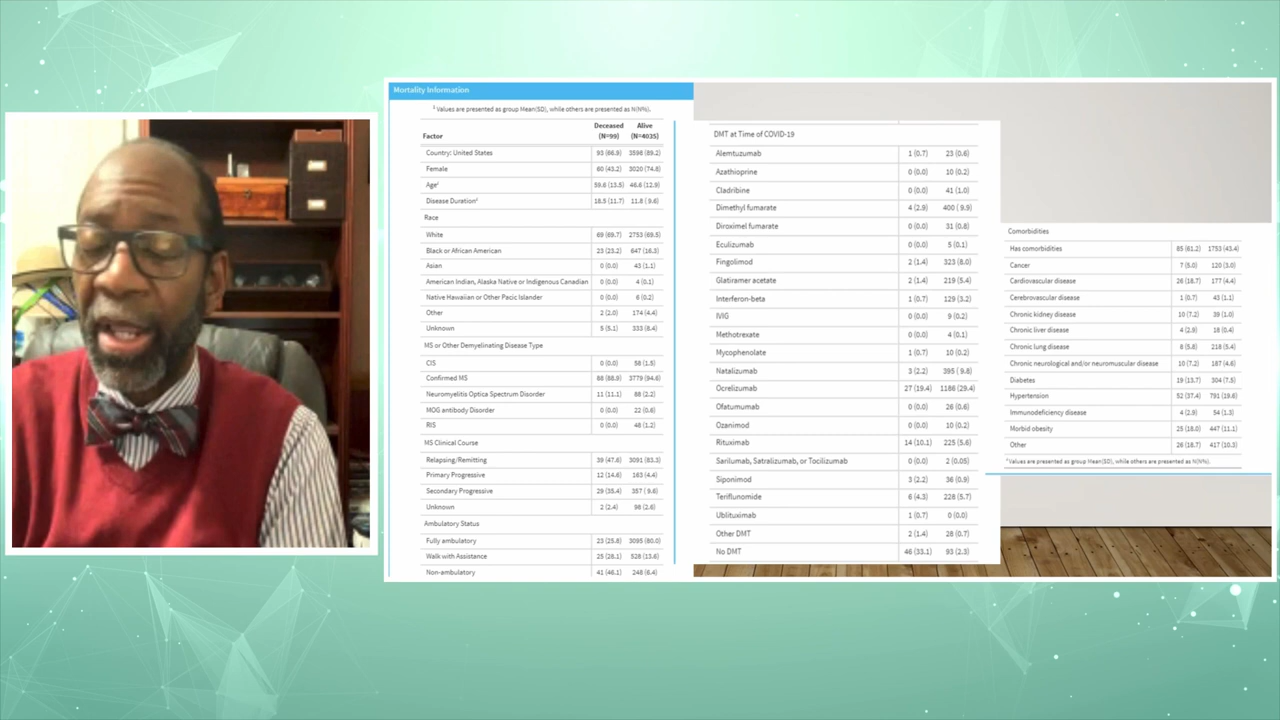 Mortality Information
¹ Values are presented as group Mean(SD), while others are presented as N(N%).
Factor Deceased (N=99) Alive (N=4035)
Country: United States 93 (66.9) 3598 (89.2)
Female 60 (43.2) 3020 (74.8)
Age¹ 59.6 (13.5) 46.6 (12.9)
Disease Duration¹ 18.5 (11.7) 11.8 ( 9.6)
Race
White 69 (69.7) 2753 (69.5)
Black or African American 23 (23.2) 647 (16.3)
Asian 0 (0.0) 43 (1.1)
American Indian, Alaska Native or Indigenous Canadian 0 (0.0) 4 (0.1)
Native Hawaiian or Other Pacic Islander 0 (0.0) 6 (0.2)
Other 2 (2.0) 174 (4.4)
Unknown 5 (5.1) 333 (8.4)
MS or Other Demyelinating Disease Type
CIS 0 (0.0) 58 (1.5)
Confirmed MS 88 (88.9) 3779 (94.6)
Neuromyelitis Optica Spectrum Disorder 11 (11.1) 88 (2.2)
MOG antibody Disorder 0 (0.0) 22 (0.6)
RIS 0 (0.0) 48 (1.2)
MS Clinical Course
Relapsing/Remitting 39 (47.6) 3091 (83.3)
Primary Progressive 12 (14.6) 163 (4.4)
Secondary Progressive 29 (35.4) 357 ( 9.6)
Unknown 2 (2.4) 98 (2.6)
Ambulatory Status
Fully ambulatory 23 (25.8) 3095 (80.0)
Walk with Assistance 25 (28.1) 528 (13.6)
Non-ambulatory 41 (46.1) 248 (6.4)
DMT at Time of COVID-19
Alemtuzumab 1 (0.7) 23 (0.6)
Azathioprine 0 (0.0) 10 (0.2)
Cladribine 0 (0.0) 41 (1.0)
Dimethyl fumarate 4 (2.9) 400 ( 9.9)
Diroximel fumarate 0 (0.0) 31 (0.8)
Eculizumab 0 (0.0) 5 (0.1)
Fingolimod 2 (1.4) 323 (8.0)
Glatiramer acetate 2 (1.4) 219 (5.4)
Interferon-beta 1 (0.7) 129 (3.2)
IVIG 0 (0.0) 9 (0.2)
Methotrexate 0 (0.0) 4 (0.1)
Mycophenolate 1 (0.7) 10 (0.2)
Natalizumab 3 (2.2) 395 ( 9.8)
Ocrelizumab 27 (19.4) 1186 (29.4)
Ofatumumab 0 (0.0) 26 (0.6)
Ozanimod 0 (0.0) 10 (0.2)
Rituximab 14 (10.1) 225 (5.6)
Sarilumab, Satralizumab, or Tocilizumab 0 (0.0) 2 (0.05)
Siponimod 3 (2.2) 36 (0.9)
Teriflunomide 6 (4.3) 228 (5.7)
Ublituximab 1 (0.7) 0 (0.0)
Other DMT 2 (1.4) 28 (0.7)
No DMT 46 (33.1) 93 (2.3)
Comorbidities
Has comorbidities 85 (61.2) 1753 (43.4)
Cancer 7 (5.0) 120 (3.0)
Cardiovascular disease 26 (18.7) 177 (4.4)
Cerebrovascular disease 1 (0.7) 43 (1.1)
Chronic kidney disease 10 (7.2) 39 (1.0)
Chronic liver disease 4 (2.9) 18 (0.4)
Chronic lung disease 8 (5.8) 218 (5.4)
Chronic neurological and/or neuromuscular disease 10 (7.2) 187 (4.6)
Diabetes 19 (13.7) 304 (7.5)
Hypertension 52 (37.4) 791 (19.6)
Immunodeficiency disease 4 (2.9) 54 (1.3)
Morbid obesity 25 (18.0) 447 (11.1)
Other 26 (18.7) 417 (10.3)
Values are presented as group Mean(SD), while others are presented as N(N%).